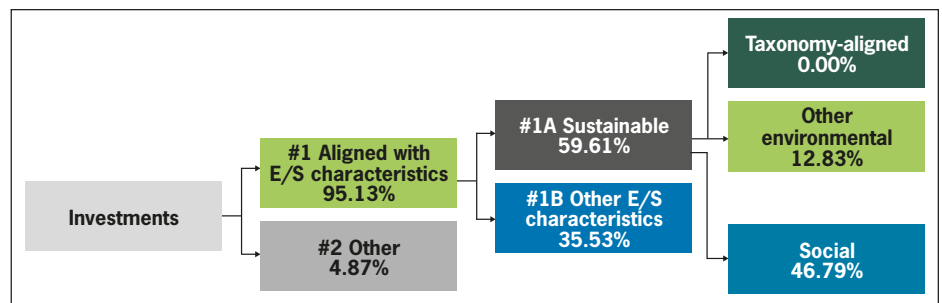 Investments
#1 Aligned with
E/S characteristics
95.13%
#2 Other
4.87%
#1A Sustainable
59.61%
#1B Other E/S
characteristics
35.53%
Taxonomy-aligned
0.00%
Other
environmental
12.83%
Social
46.79%